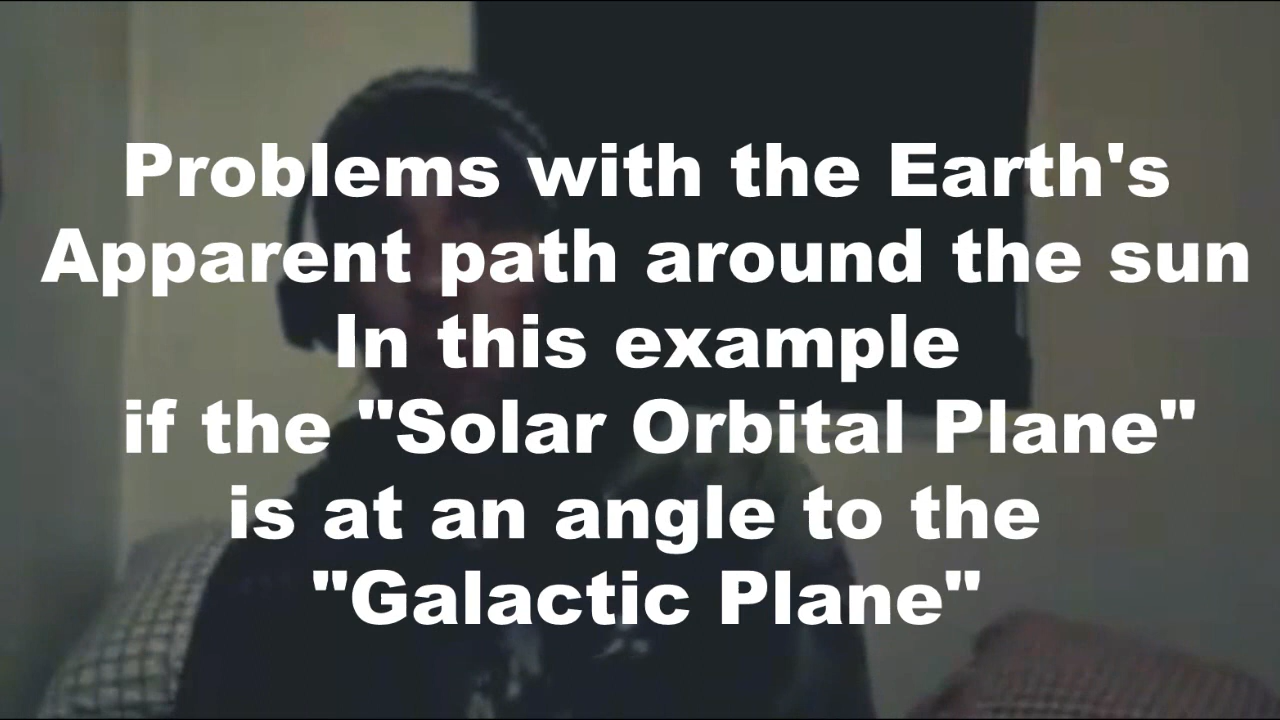 Problems with the Earth's
Apparent path around the sun
In this example
if the "Solar Orbital Plane"
is at an angle to the
"Galactic Plane"